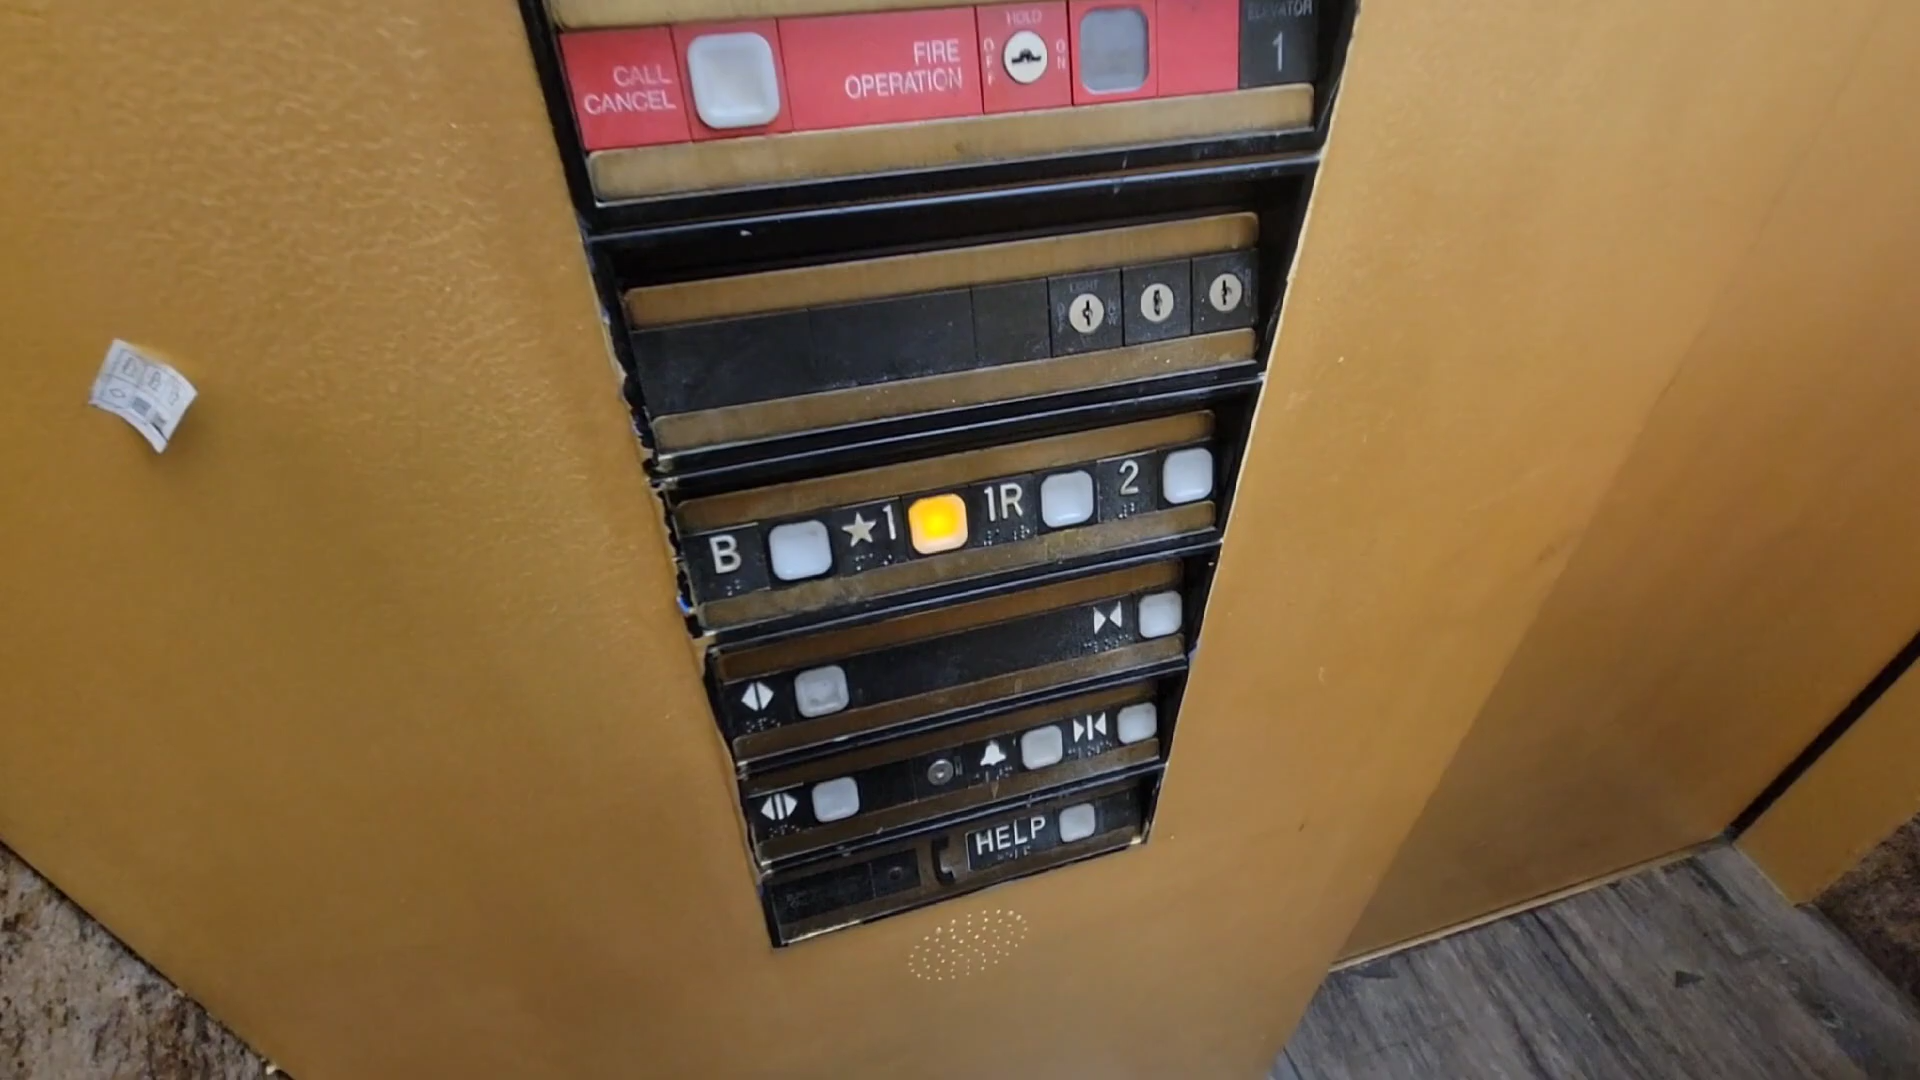 CALL
CANCEL
FIRE
OPERATION
HOLD
OFF
ON
ELEVATOR
1
LIGHT
B
★1
1R
2
HELP